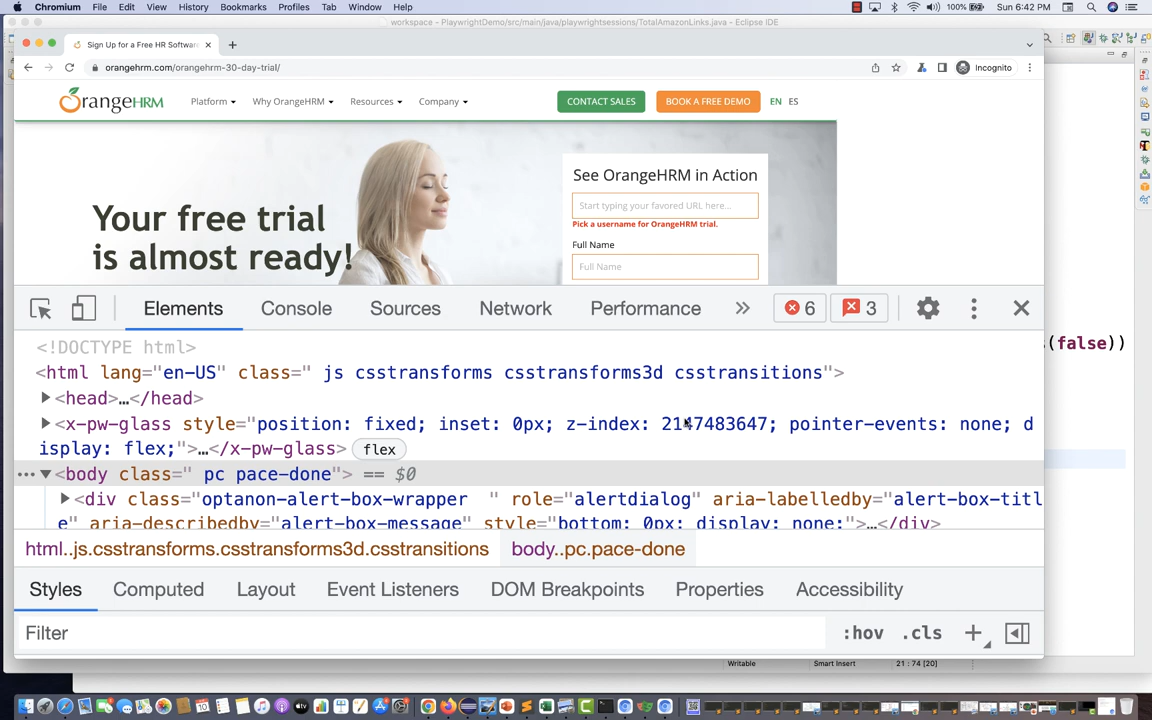 Chromium File Edit View History Bookmarks Profiles Tab Window Help 100% Sun 6:42 PM
workspace - PlaywrightDemo/src/main/java/playwrightsessions/TotalAmazonLinks.java - Eclipse IDE
Sign Up for a Free HR Softwar
orangehrm.com/orangehrm-30-day-trial/ Incognito
OrangeHRM Platform Why OrangeHRM Resources Company CONTACT SALES BOOK A FREE DEMO EN ES
See OrangeHRM in Action
Start typing your favored URL here...
Pick a username for OrangeHRM trial.
Your free trial
is almost ready!
Full Name
Full Name
Elements Console Sources Network Performance 6 3
s(false))
<!DOCTYPE html>
<html lang="en-US" class=" js csstransforms csstransforms3d csstransitions">
<head>…</head>
<x-pw-glass style="position: fixed; inset: 0px; z-index: 2147483647; pointer-events: none; d
isplay: flex;">…</x-pw-glass> flex
<body class=" pc pace-done"> == $0
<div class="optanon-alert-box-wrapper " role="alertdialog" aria-labelledby="alert-box-titl
e" aria-describedby="alert-box-message" style="bottom: 0px; display: none;">…</div>
html..js.csstransforms.csstransforms3d.csstransitions body..pc.pace-done
Styles Computed Layout Event Listeners DOM Breakpoints Properties Accessibility
Filter :hov .cls
Writable Smart Insert 21 : 74 [20]